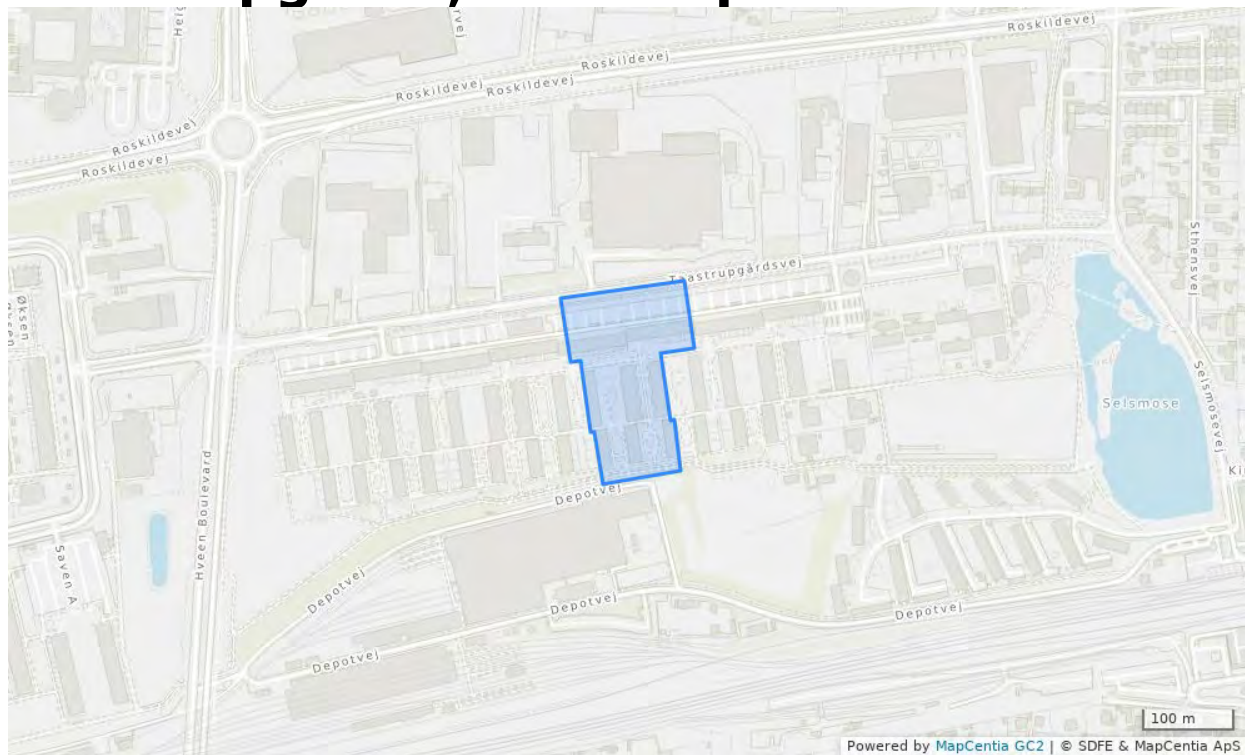 Roskildevej
Roskildevej
Roskildevej
Roskildevej
Roskildevej
Roskildevej
Taastrupgårdsvej
Sthensvej
Øksen
Selsmose
Selsmosevej
Hveen Boulevard
Depotvej
Saven A
Depotvej
Depotvej
Depotvej
Depotvej
100 m
Powered by MapCentia GC2 | © SDFE & MapCentia ApS